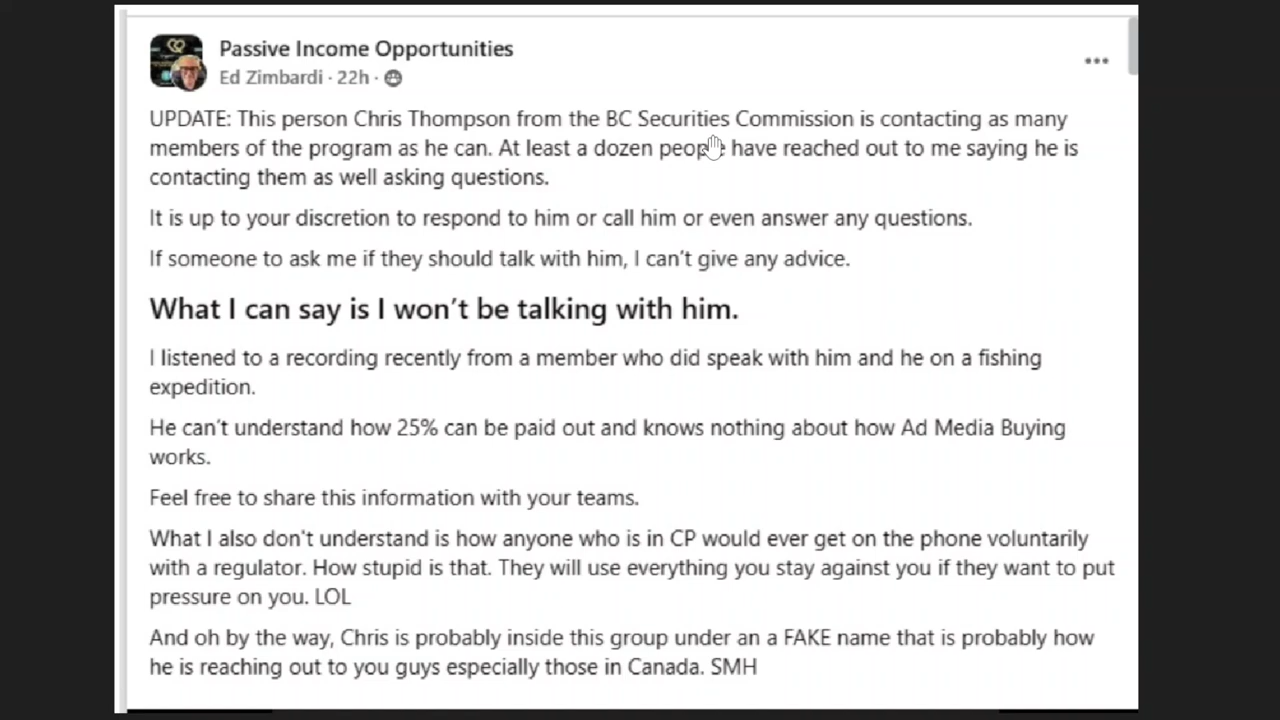 Passive Income Opportunities
Ed Zimbardi · 22h ·
UPDATE: This person Chris Thompson from the BC Securities Commission is contacting as many
members of the program as he can. At least a dozen people have reached out to me saying he is
contacting them as well asking questions.
It is up to your discretion to respond to him or call him or even answer any questions.
If someone to ask me if they should talk with him, I can't give any advice.
What I can say is I won't be talking with him.
I listened to a recording recently from a member who did speak with him and he on a fishing
expedition.
He can't understand how 25% can be paid out and knows nothing about how Ad Media Buying
works.
Feel free to share this information with your teams.
What I also don't understand is how anyone who is in CP would ever get on the phone voluntarily
with a regulator. How stupid is that. They will use everything you stay against you if they want to put
pressure on you. LOL
And oh by the way, Chris is probably inside this group under an a FAKE name that is probably how
he is reaching out to you guys especially those in Canada. SMH